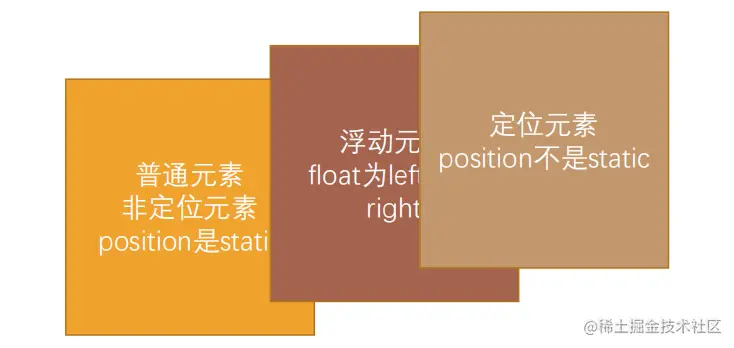 普通元素
非定位元素
position是stati
浮动元
float为left
right
定位元素
position不是static
@稀土掘金技术社区